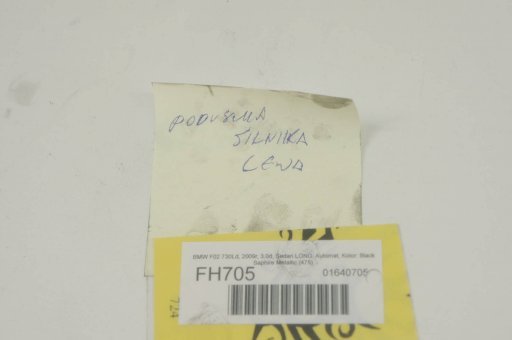 PODUSZKA
SILNIKA
LEWA
BMW F02 730Ld, 2009r, 3.0d, Sedan LONG, Automat, Kolor: Black
Saphire Metallic (475)
FH705
01640705
724